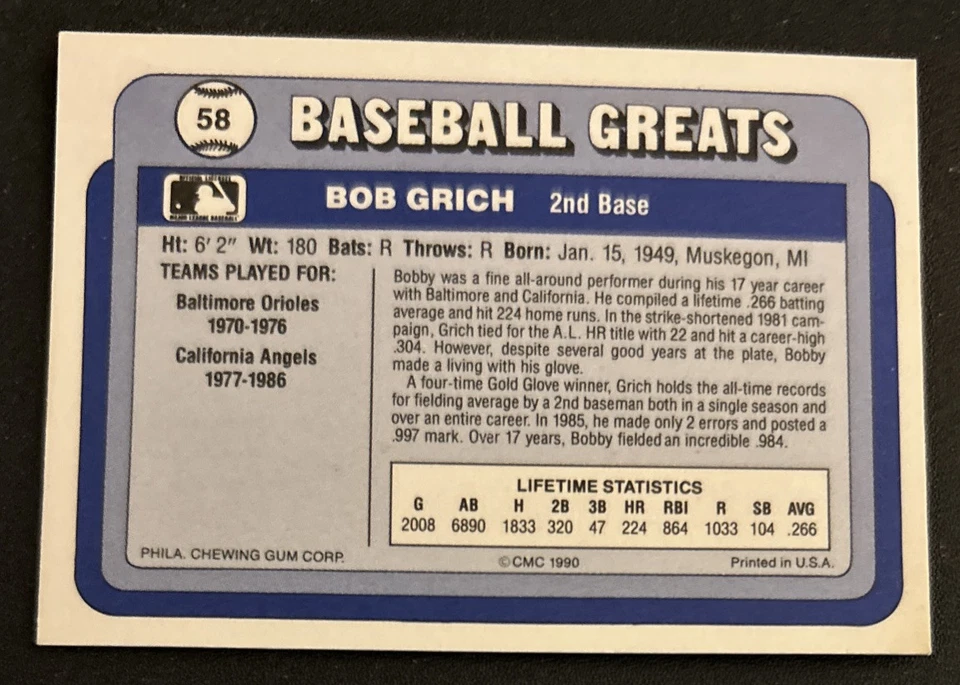 58
BASEBALL GREATS
OFFICIAL LICENSEE
MAJOR LEAGUE BASEBALL
BOB GRICH 2nd Base
Ht: 6' 2" Wt: 180 Bats: R Throws: R Born: Jan. 15, 1949, Muskegon, MI
TEAMS PLAYED FOR:
Baltimore Orioles
1970-1976
California Angels
1977-1986
Bobby was a fine all-around performer during his 17 year career
with Baltimore and California. He compiled a lifetime .266 batting
average and hit 224 home runs. In the strike-shortened 1981 cam-
paign, Grich tied for the A.L. HR title with 22 and hit a career-high
.304. However, despite several good years at the plate, Bobby
made a living with his glove.
A four-time Gold Glove winner, Grich holds the all-time records
for fielding average by a 2nd baseman both in a single season and
over an entire career. In 1985, he made only 2 errors and posted a
.997 mark. Over 17 years, Bobby fielded an incredible .984.
LIFETIME STATISTICS
G AB H 2B 3B HR RBI R SB AVG
2008 6890 1833 320 47 224 864 1033 104 .266
PHILA. CHEWING GUM CORP. ©CMC 1990 Printed in U.S.A.